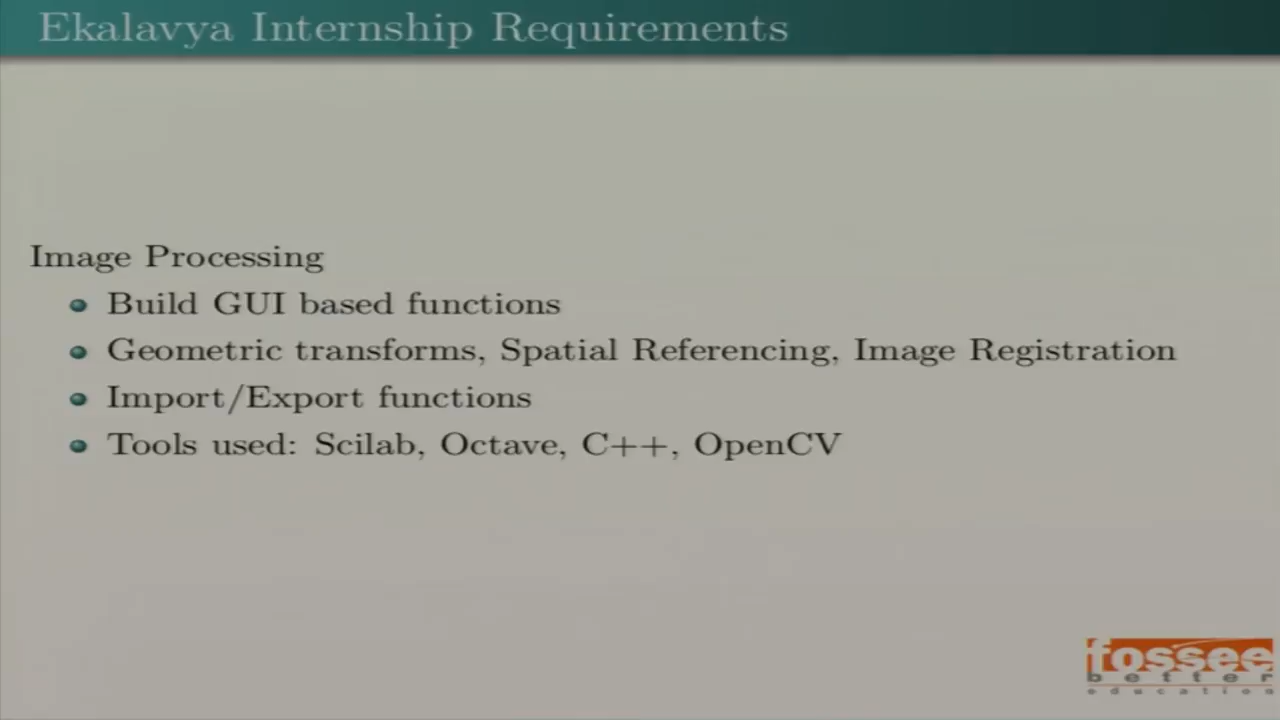 Ekalavya Internship Requirements
Image Processing
Build GUI based functions
Geometric transforms, Spatial Referencing, Image Registration
Import/Export functions
Tools used: Scilab, Octave, C++, OpenCV
fossee
better
education